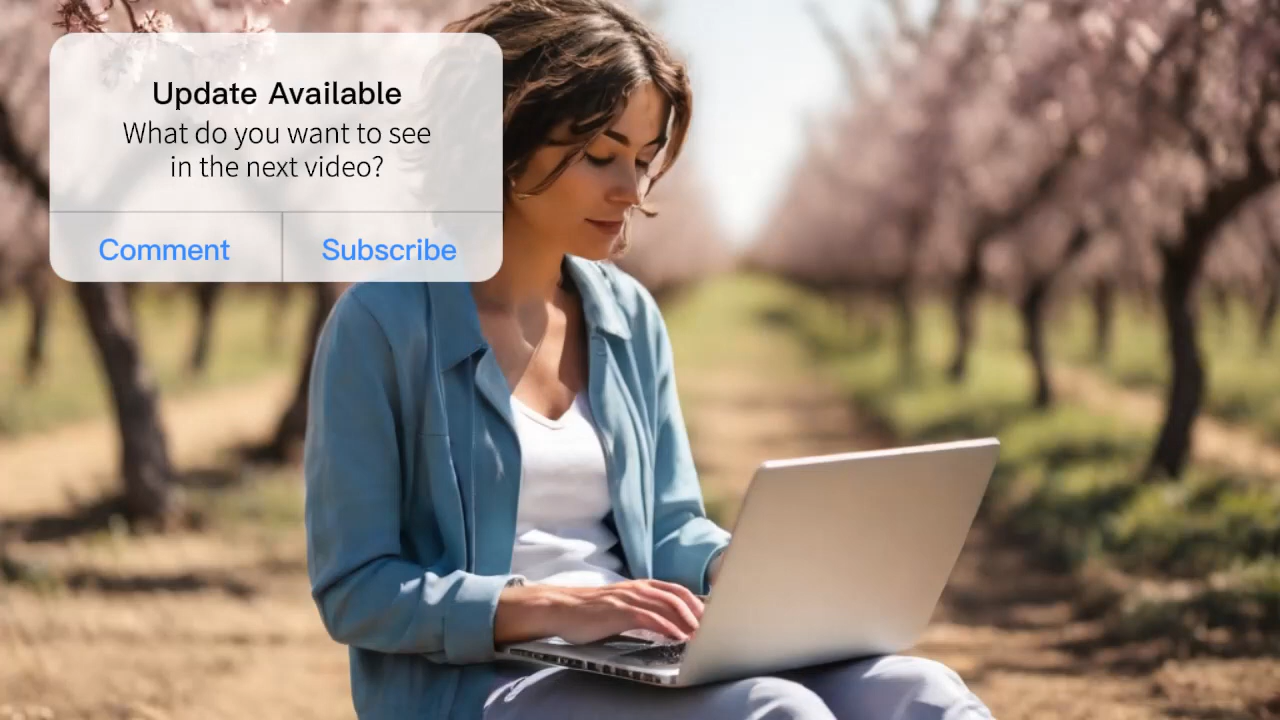 Update Available
What do you want to see
in the next video?
Comment
Subscribe